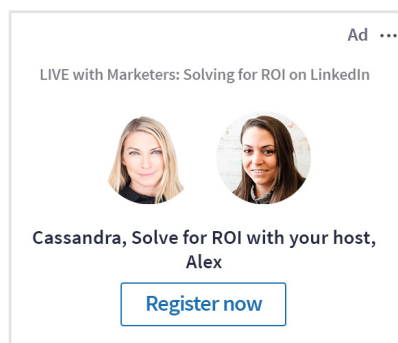 Ad ...
LIVE with Marketers: Solving for ROI on LinkedIn
Cassandra, Solve for ROI with your host,
Alex
Register now